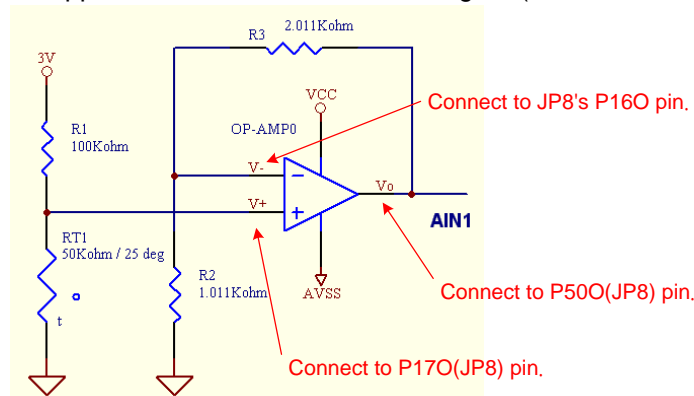 R3
2.011Kohm
3V
VCC
Connect to JP8's P16O pin.
R1
100Kohm
OP-AMP0
V-
V+
Vo
AIN1
RT1
50Kohm / 25 deg
t
R2
1.011Kohm
AVSS
Connect to P50O(JP8) pin.
Connect to P17O(JP8) pin.